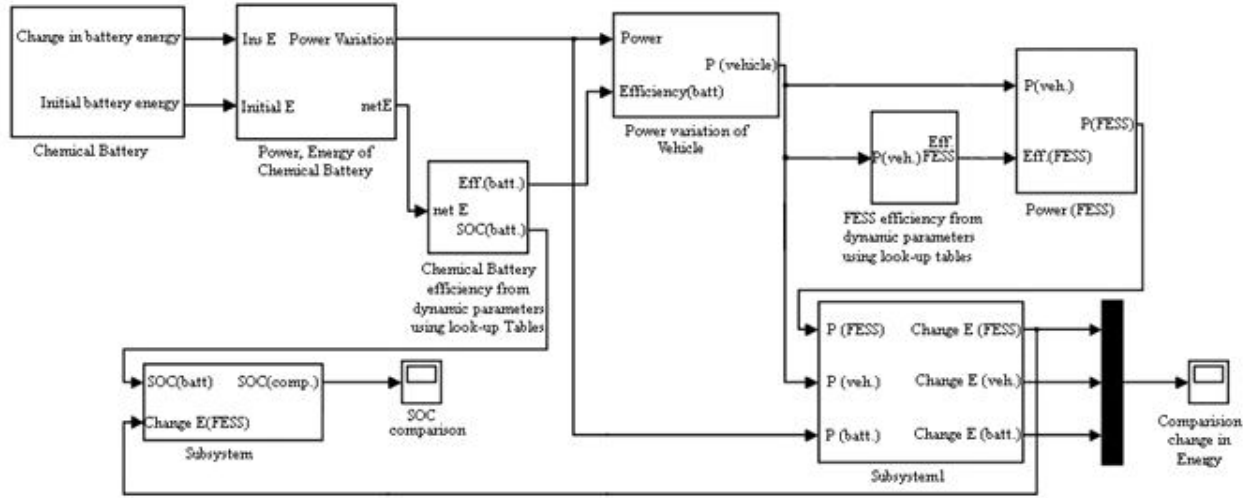 Change in battery energy
Initial battery energy
Chemical Battery
Ins E
Power Variation
Initial E
netE
Power, Energy of
Chemical Battery
net E
Eff.(batt.)
SOC(batt.)
Chemical Battery
efficiency from
dynamic parameters
using look-up Tables
Power
P (vehicle)
Efficiency(batt)
Power variation of
Vehicle
P(veh.)
Eff.
FESS
FESS efficiency from
dynamic parameters
using look-up tables
P(veh.)
P(FESS)
Eff.(FESS)
Power (FESS)
SOC(batt)
SOC(comp.)
Change E(FESS)
Subsystem
SOC
comparison
P (FESS)
Change E (FESS)
P (veh.)
Change E (veh.)
P (batt.)
Change E (batt.)
Subsystem1
Comparision
change in
Energy